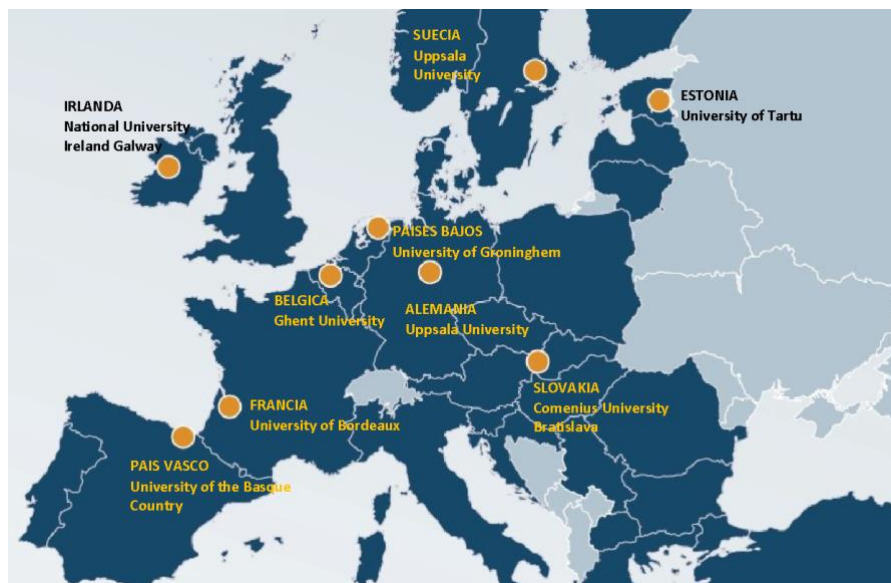 SUECIA
Uppsala
University
IRLANDA
National University
Ireland Galway
ESTONIA
University of Tartu
PAISES BAJOS
University of Groninghem
BELGICA
Ghent University
ALEMANIA
Uppsala University
SLOVAKIA
Comenius University
Bratislava
FRANCIA
University of Bordeaux
PAIS VASCO
University of the Basque
Country